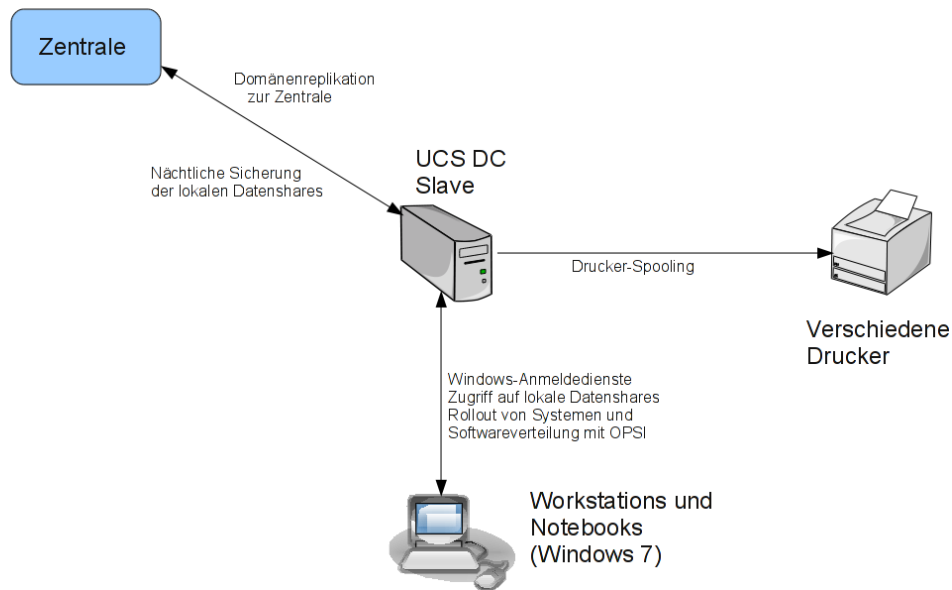 Zentrale
Domänenreplikation
zur Zentrale
Nächtliche Sicherung
der lokalen Datenshares
UCS DC
Slave
Drucker-Spooling
Verschiedene
Drucker
Windows-Anmeldedienste
Zugriff auf lokale Datenshares
Rollout von Systemen und
Softwareverteilung mit OPSI
Workstations und
Notebooks
(Windows 7)